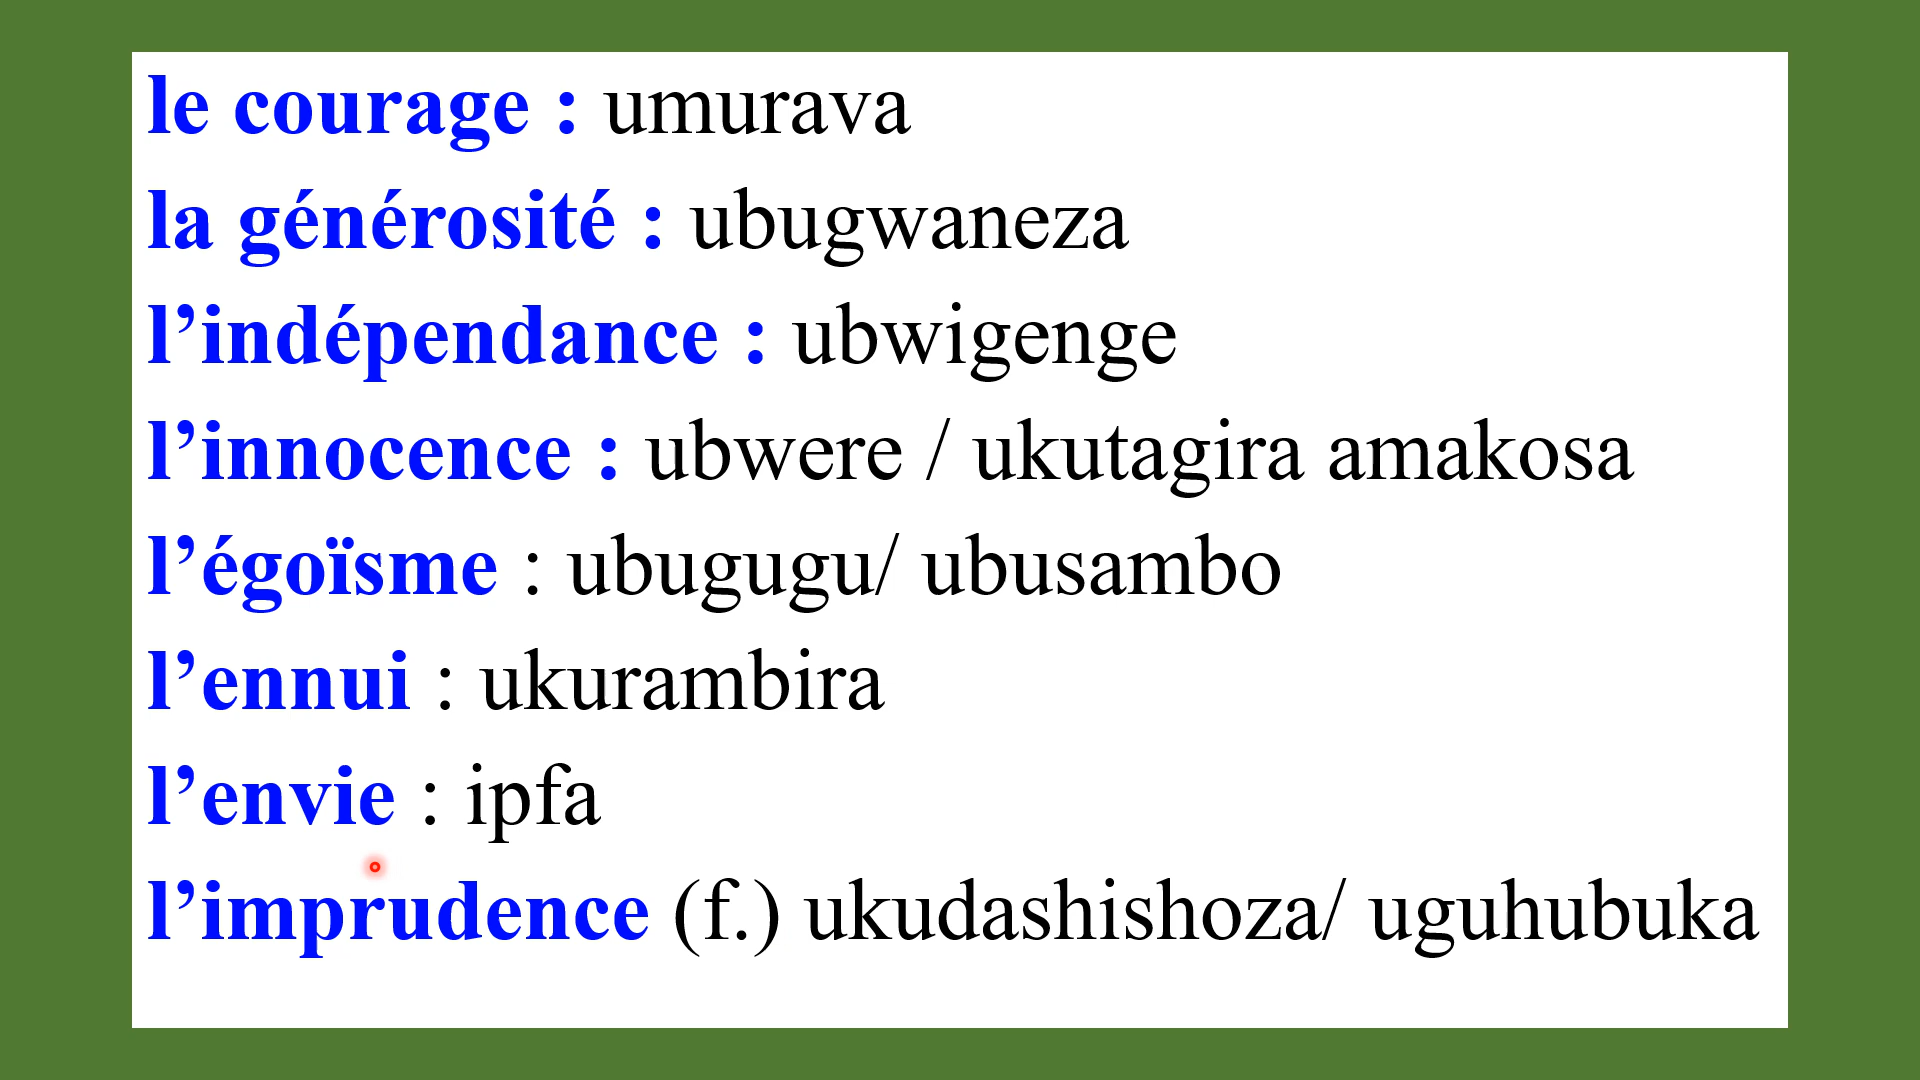 le courage : umurava
la générosité : ubugwaneza
l’indépendance : ubwigenge
l’innocence : ubwere / ukutagira amakosa
l’égoïsme : ubugugu/ ubusambo
l’ennui : ukurambira
l’envie : ipfa
l’imprudence (f.) ukudashishoza/ uguhubuka